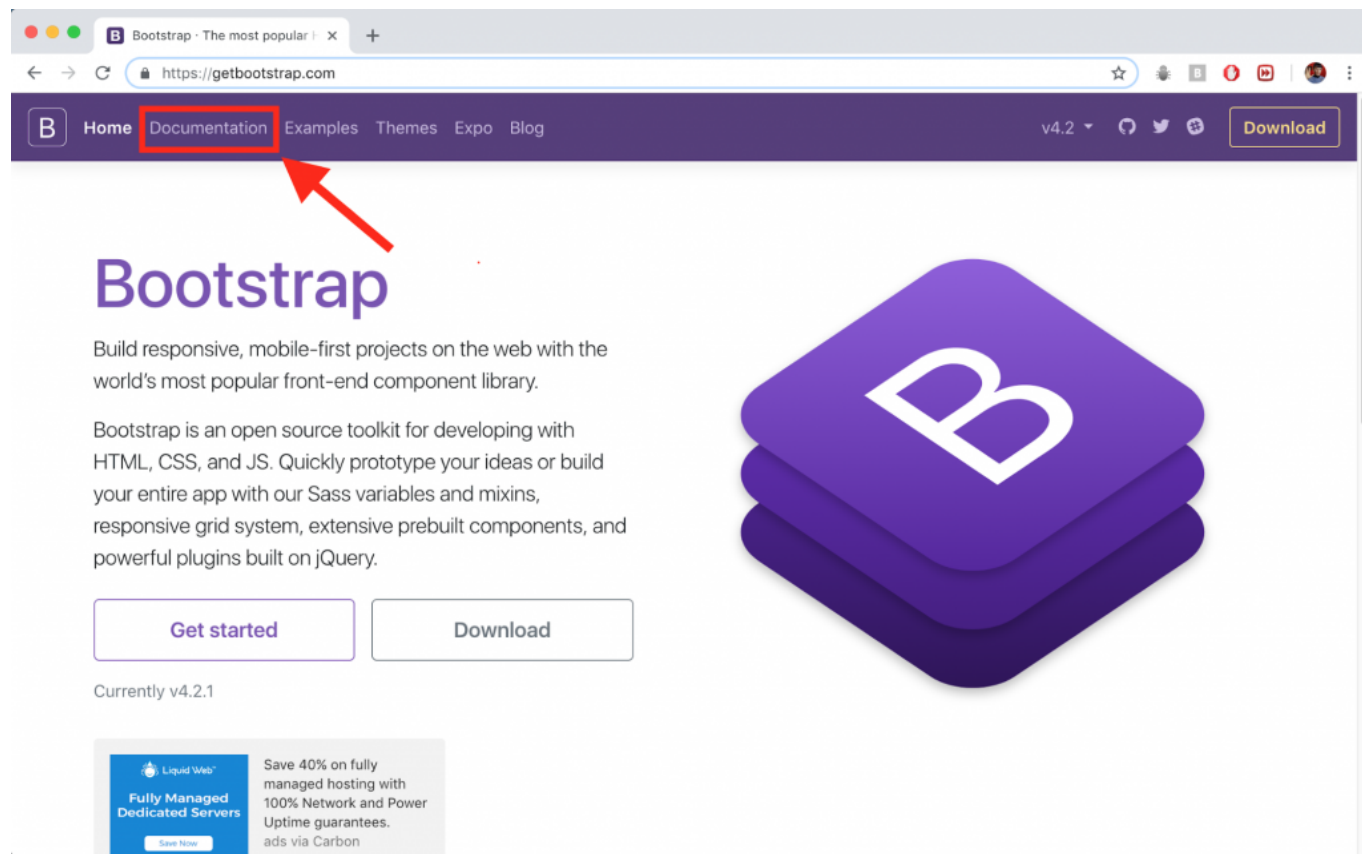 Bootstrap · The most popular H
https://getbootstrap.com
B Home Documentation Examples Themes Expo Blog v4.2 Download
Bootstrap
Build responsive, mobile-first projects on the web with the
world's most popular front-end component library.
Bootstrap is an open source toolkit for developing with
HTML, CSS, and JS. Quickly prototype your ideas or build
your entire app with our Sass variables and mixins,
responsive grid system, extensive prebuilt components, and
powerful plugins built on jQuery.
Get started Download
Currently v4.2.1
B
Liquid Web
Fully Managed
Dedicated Servers
Save Now
Save 40% on fully
managed hosting with
100% Network and Power
Uptime guarantees.
ads via Carbon